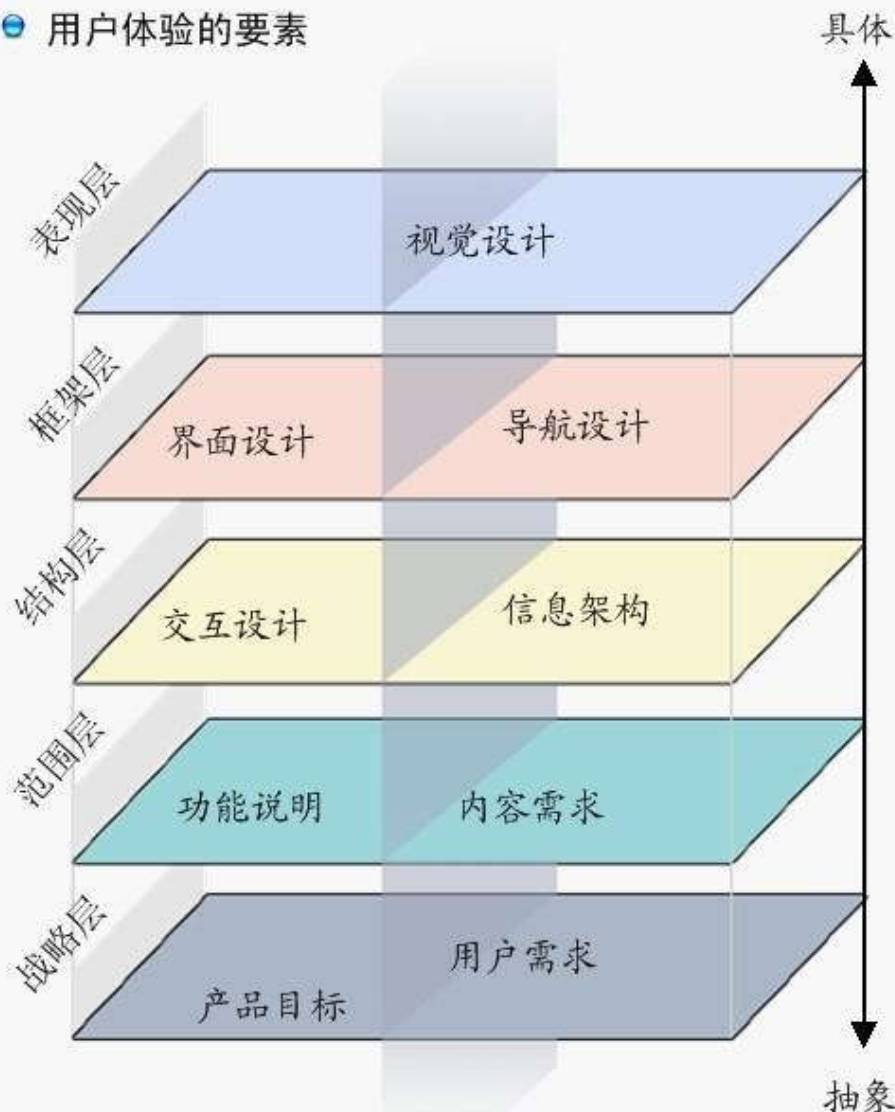 用户体验的要素
具体
表现层
视觉设计
框架层
界面设计
导航设计
结构层
交互设计
信息架构
范围层
功能说明
内容需求
战略层
用户需求
产品目标
抽象